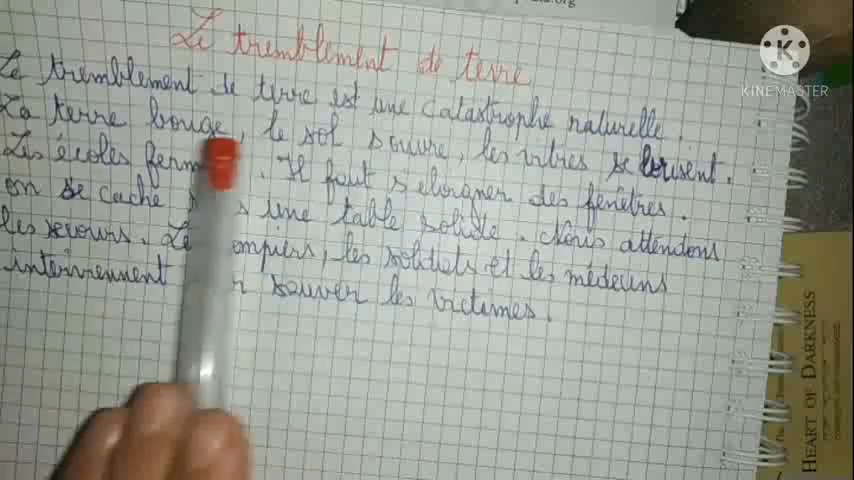 Le tremblement de terre
Le tremblement de terre est une catastrophe naturelle.
La terre bouge, le sol s'ouvre, les vitres se brisent.
Les écoles ferm . Il faut s'éloigner des fenêtres.
on se cache s une table solide. Nous attendons
les secours. Le ompiers, les soldats et les médecins
interviennent r sauver les victimes.
KINEMASTER
HEART OF DARKNESS